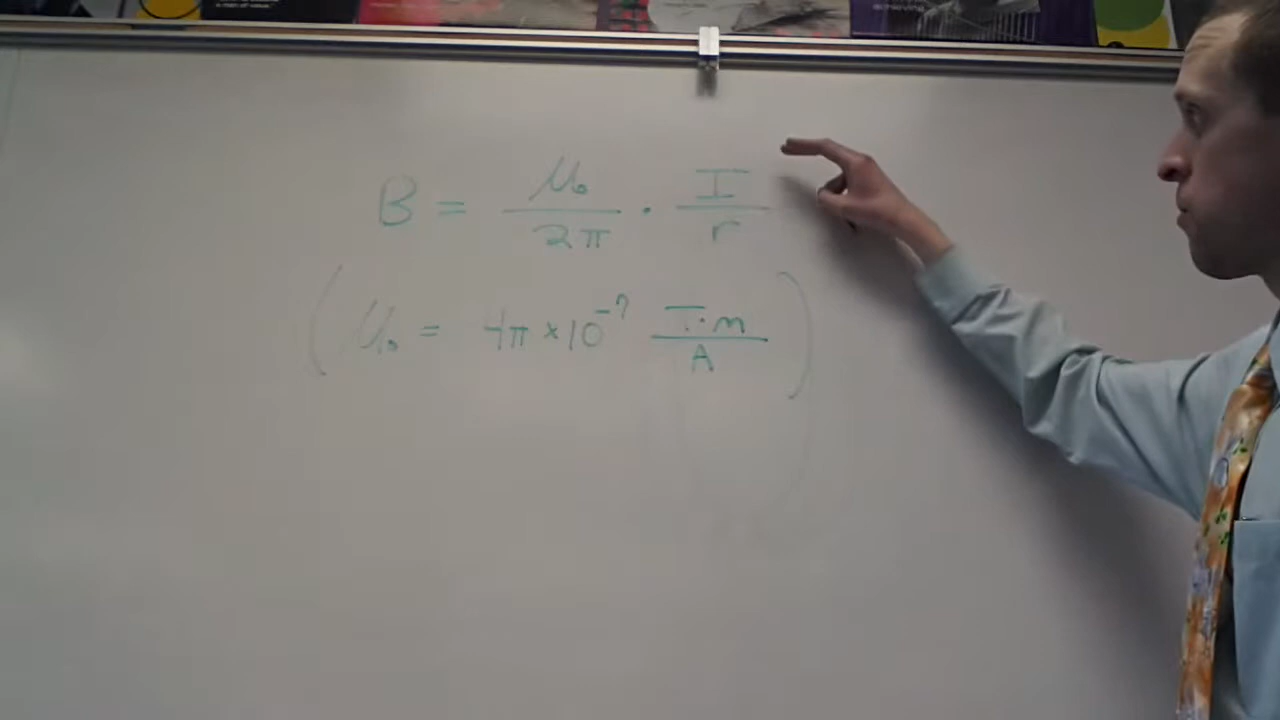 B = μ₀/2π · I/r
(μ₀ = 4π × 10⁻⁷ T·m/A)